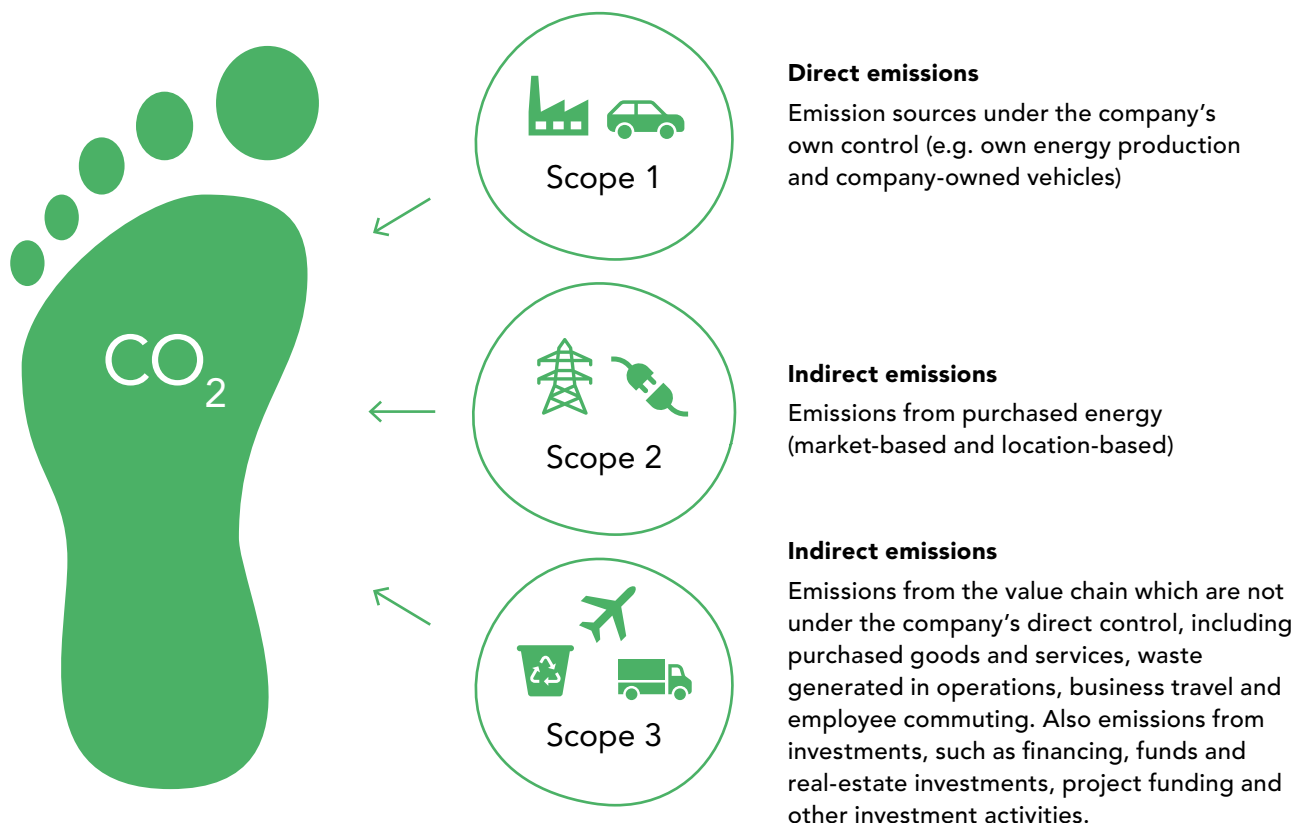 CO₂
Scope 1
Direct emissions
Emission sources under the company’s
own control (e.g. own energy production
and company-owned vehicles)
Scope 2
Indirect emissions
Emissions from purchased energy
(market-based and location-based)
Scope 3
Indirect emissions
Emissions from the value chain which are not
under the company’s direct control, including
purchased goods and services, waste
generated in operations, business travel and
employee commuting. Also emissions from
investments, such as financing, funds and
real-estate investments, project funding and
other investment activities.